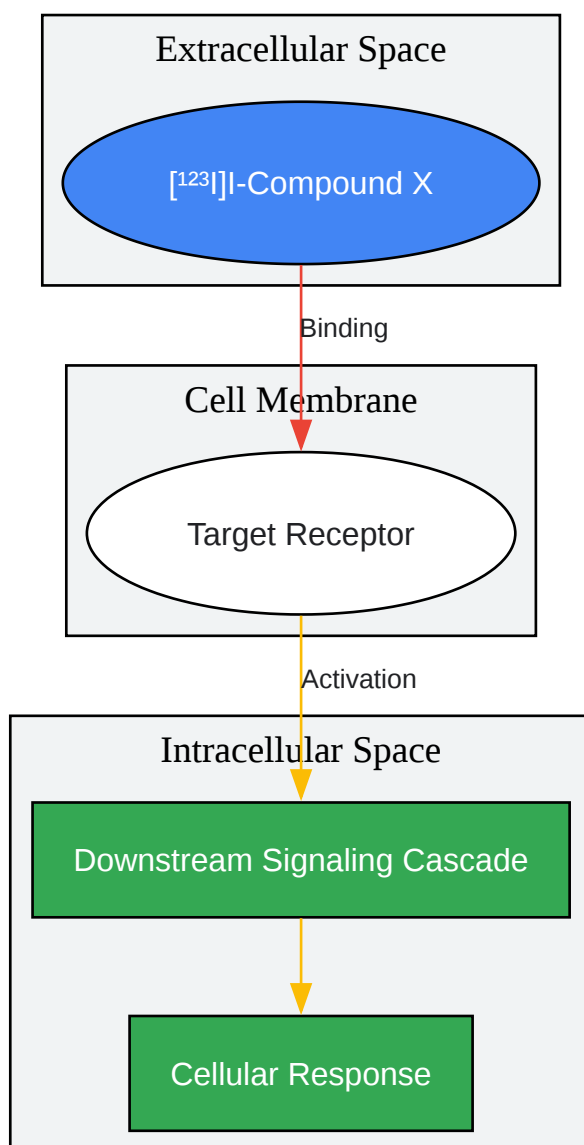 Extracellular Space
[¹²³I]I-Compound X
Binding
Cell Membrane
Target Receptor
Activation
Intracellular Space
Downstream Signaling Cascade
Cellular Response